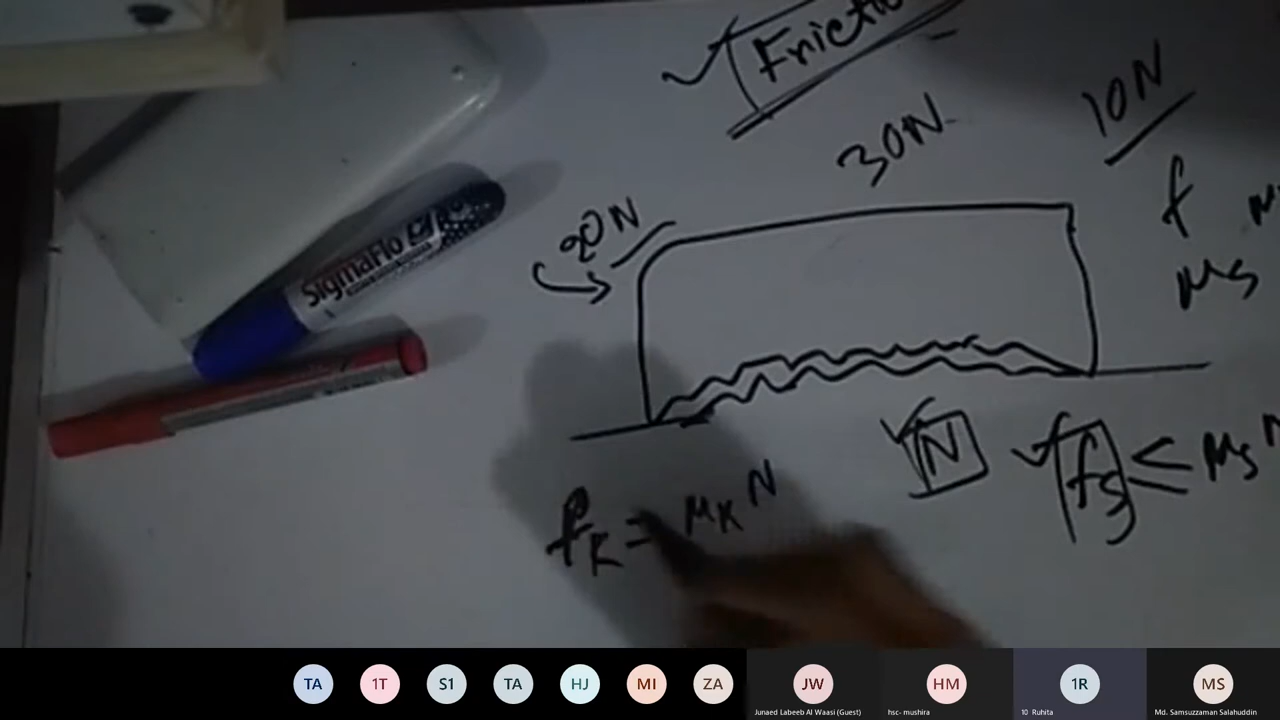 Frictio
10N
30N
20N
f
μs
N fs ≤ μs N
fK = μK N
SigmaFlo
TA 1T S1 TA HJ MI ZA JW HM 1R MS
Junaed Labeeb Al Waasi (Guest) hsc- mushira 10 Ruhita Md. Samsuzzaman Salahuddin